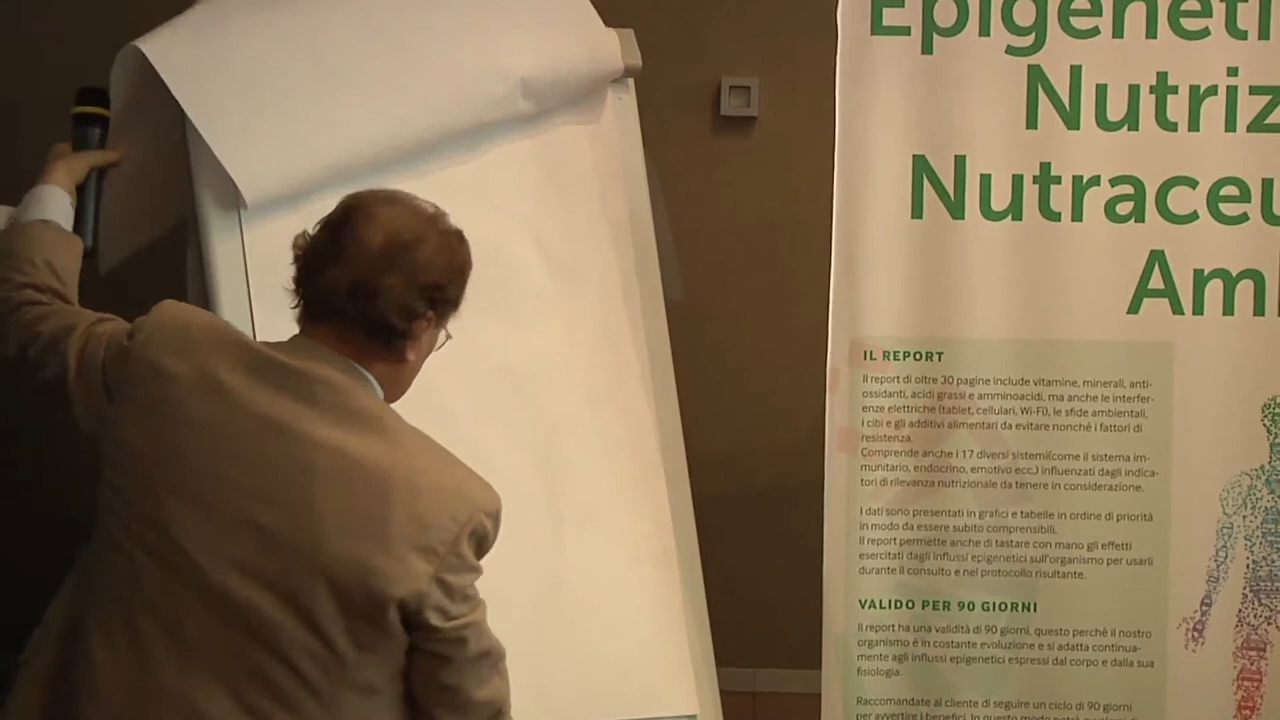 Epigeneti
Nutriz
Nutraceu
Am
IL REPORT
Il report di oltre 30 pagine include vitamine, minerali, anti-
ossidanti, acidi grassi e amminoacidi, ma anche le interfer-
enze elettriche (tablet, cellulari, Wi-Fi), le sfide ambientali,
i cibi e gli additivi alimentari da evitare nonché i fattori di
resistenza.
Comprende anche i 17 diversi sistemi(come il sistema im-
munitario, endocrino, emotivo ecc.) influenzati dagli indica-
tori di rilevanza nutrizionale da tenere in considerazione.
I dati sono presentati in grafici e tabelle in ordine di priorità
in modo da essere subito comprensibili.
Il report permette anche di tastare con mano gli effetti
esercitati dagli influssi epigenetici sull'organismo per usarli
durante il consulto e nel protocollo risultante.
VALIDO PER 90 GIORNI
Il report ha una validità di 90 giorni, questo perché il nostro
organismo è in costante evoluzione e si adatta continua-
mente agli influssi epigenetici espressi dal corpo e dalla sua
fisiologia.
Raccomandate al cliente di seguire un ciclo di 90 giorni
per avvertire i benefici. In questo modo potrà